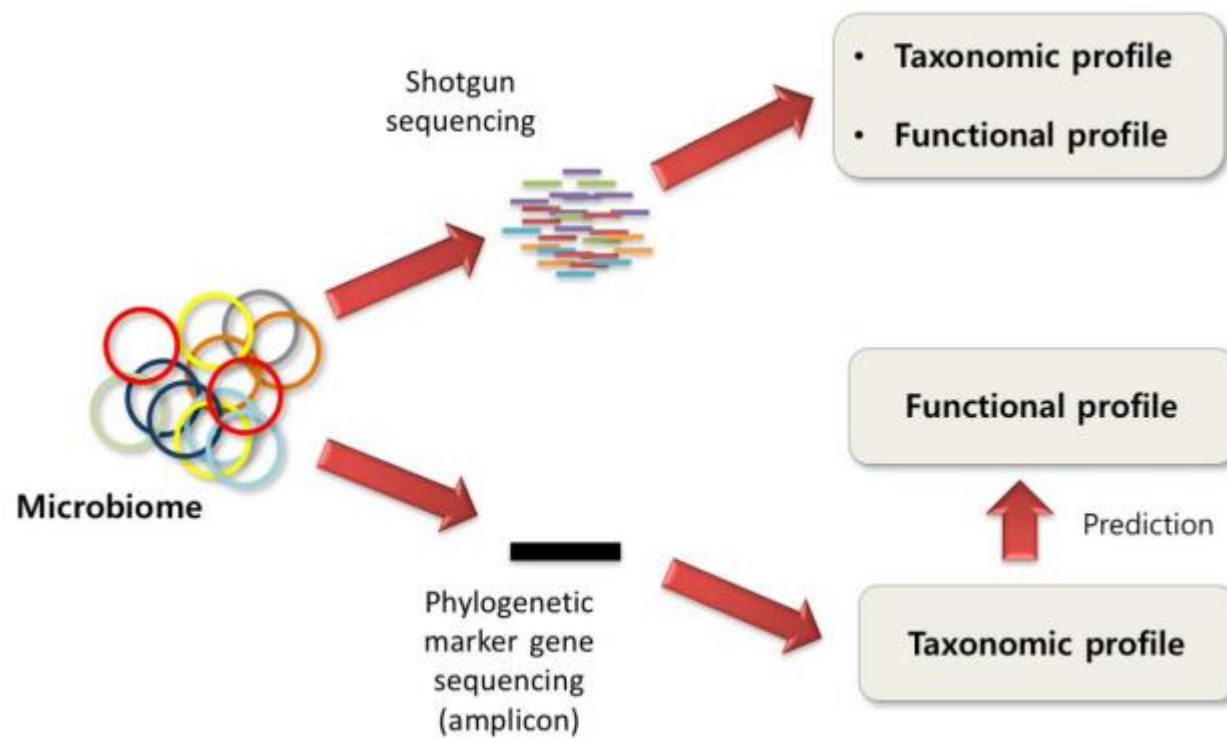 Shotgun
sequencing
• Taxonomic profile
• Functional profile
Microbiome
Phylogenetic
marker gene
sequencing
(amplicon)
Functional profile
Prediction
Taxonomic profile